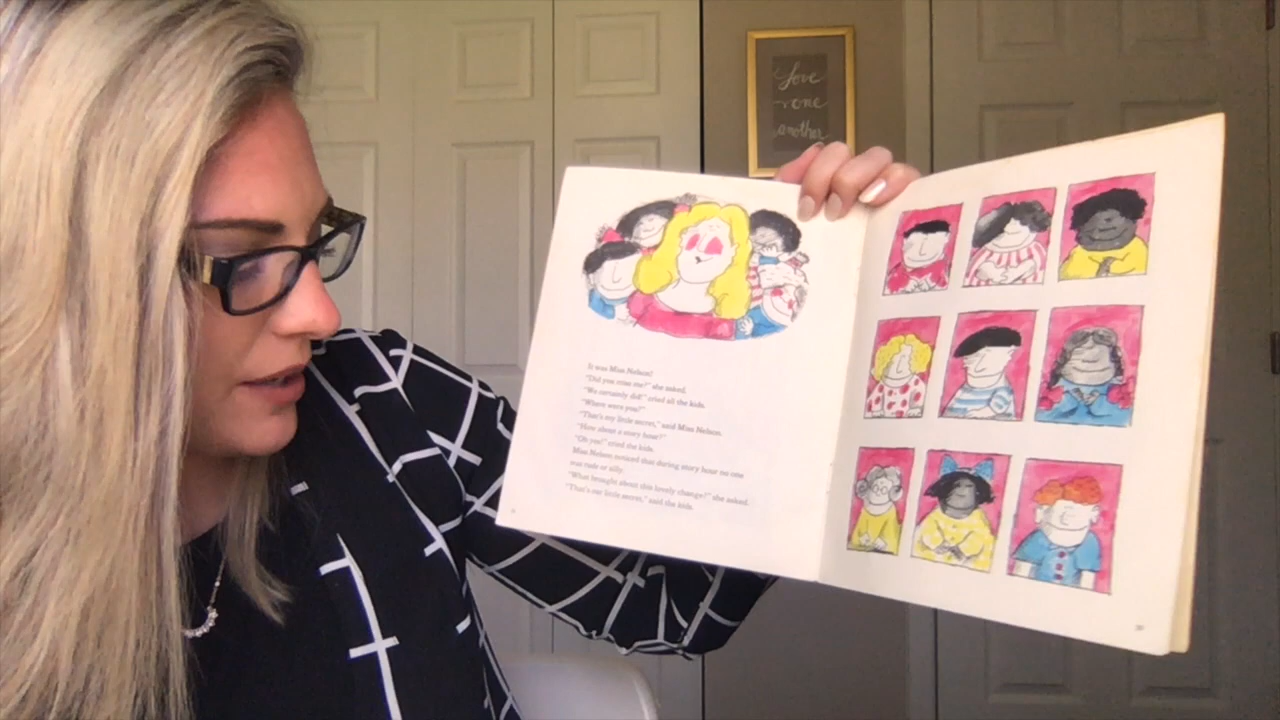 Love
one
another
It was Miss Nelson!
"Did you miss me?" she asked.
"We certainly did!" cried all the kids.
"Where were you?"
"That's my little secret," said Miss Nelson.
"How about a story hour?"
"Oh yes!" cried the kids.
Miss Nelson noticed that during story hour no one
was rude or silly.
"What brought about this lovely change?" she asked.
"That's our little secret," said the kids.